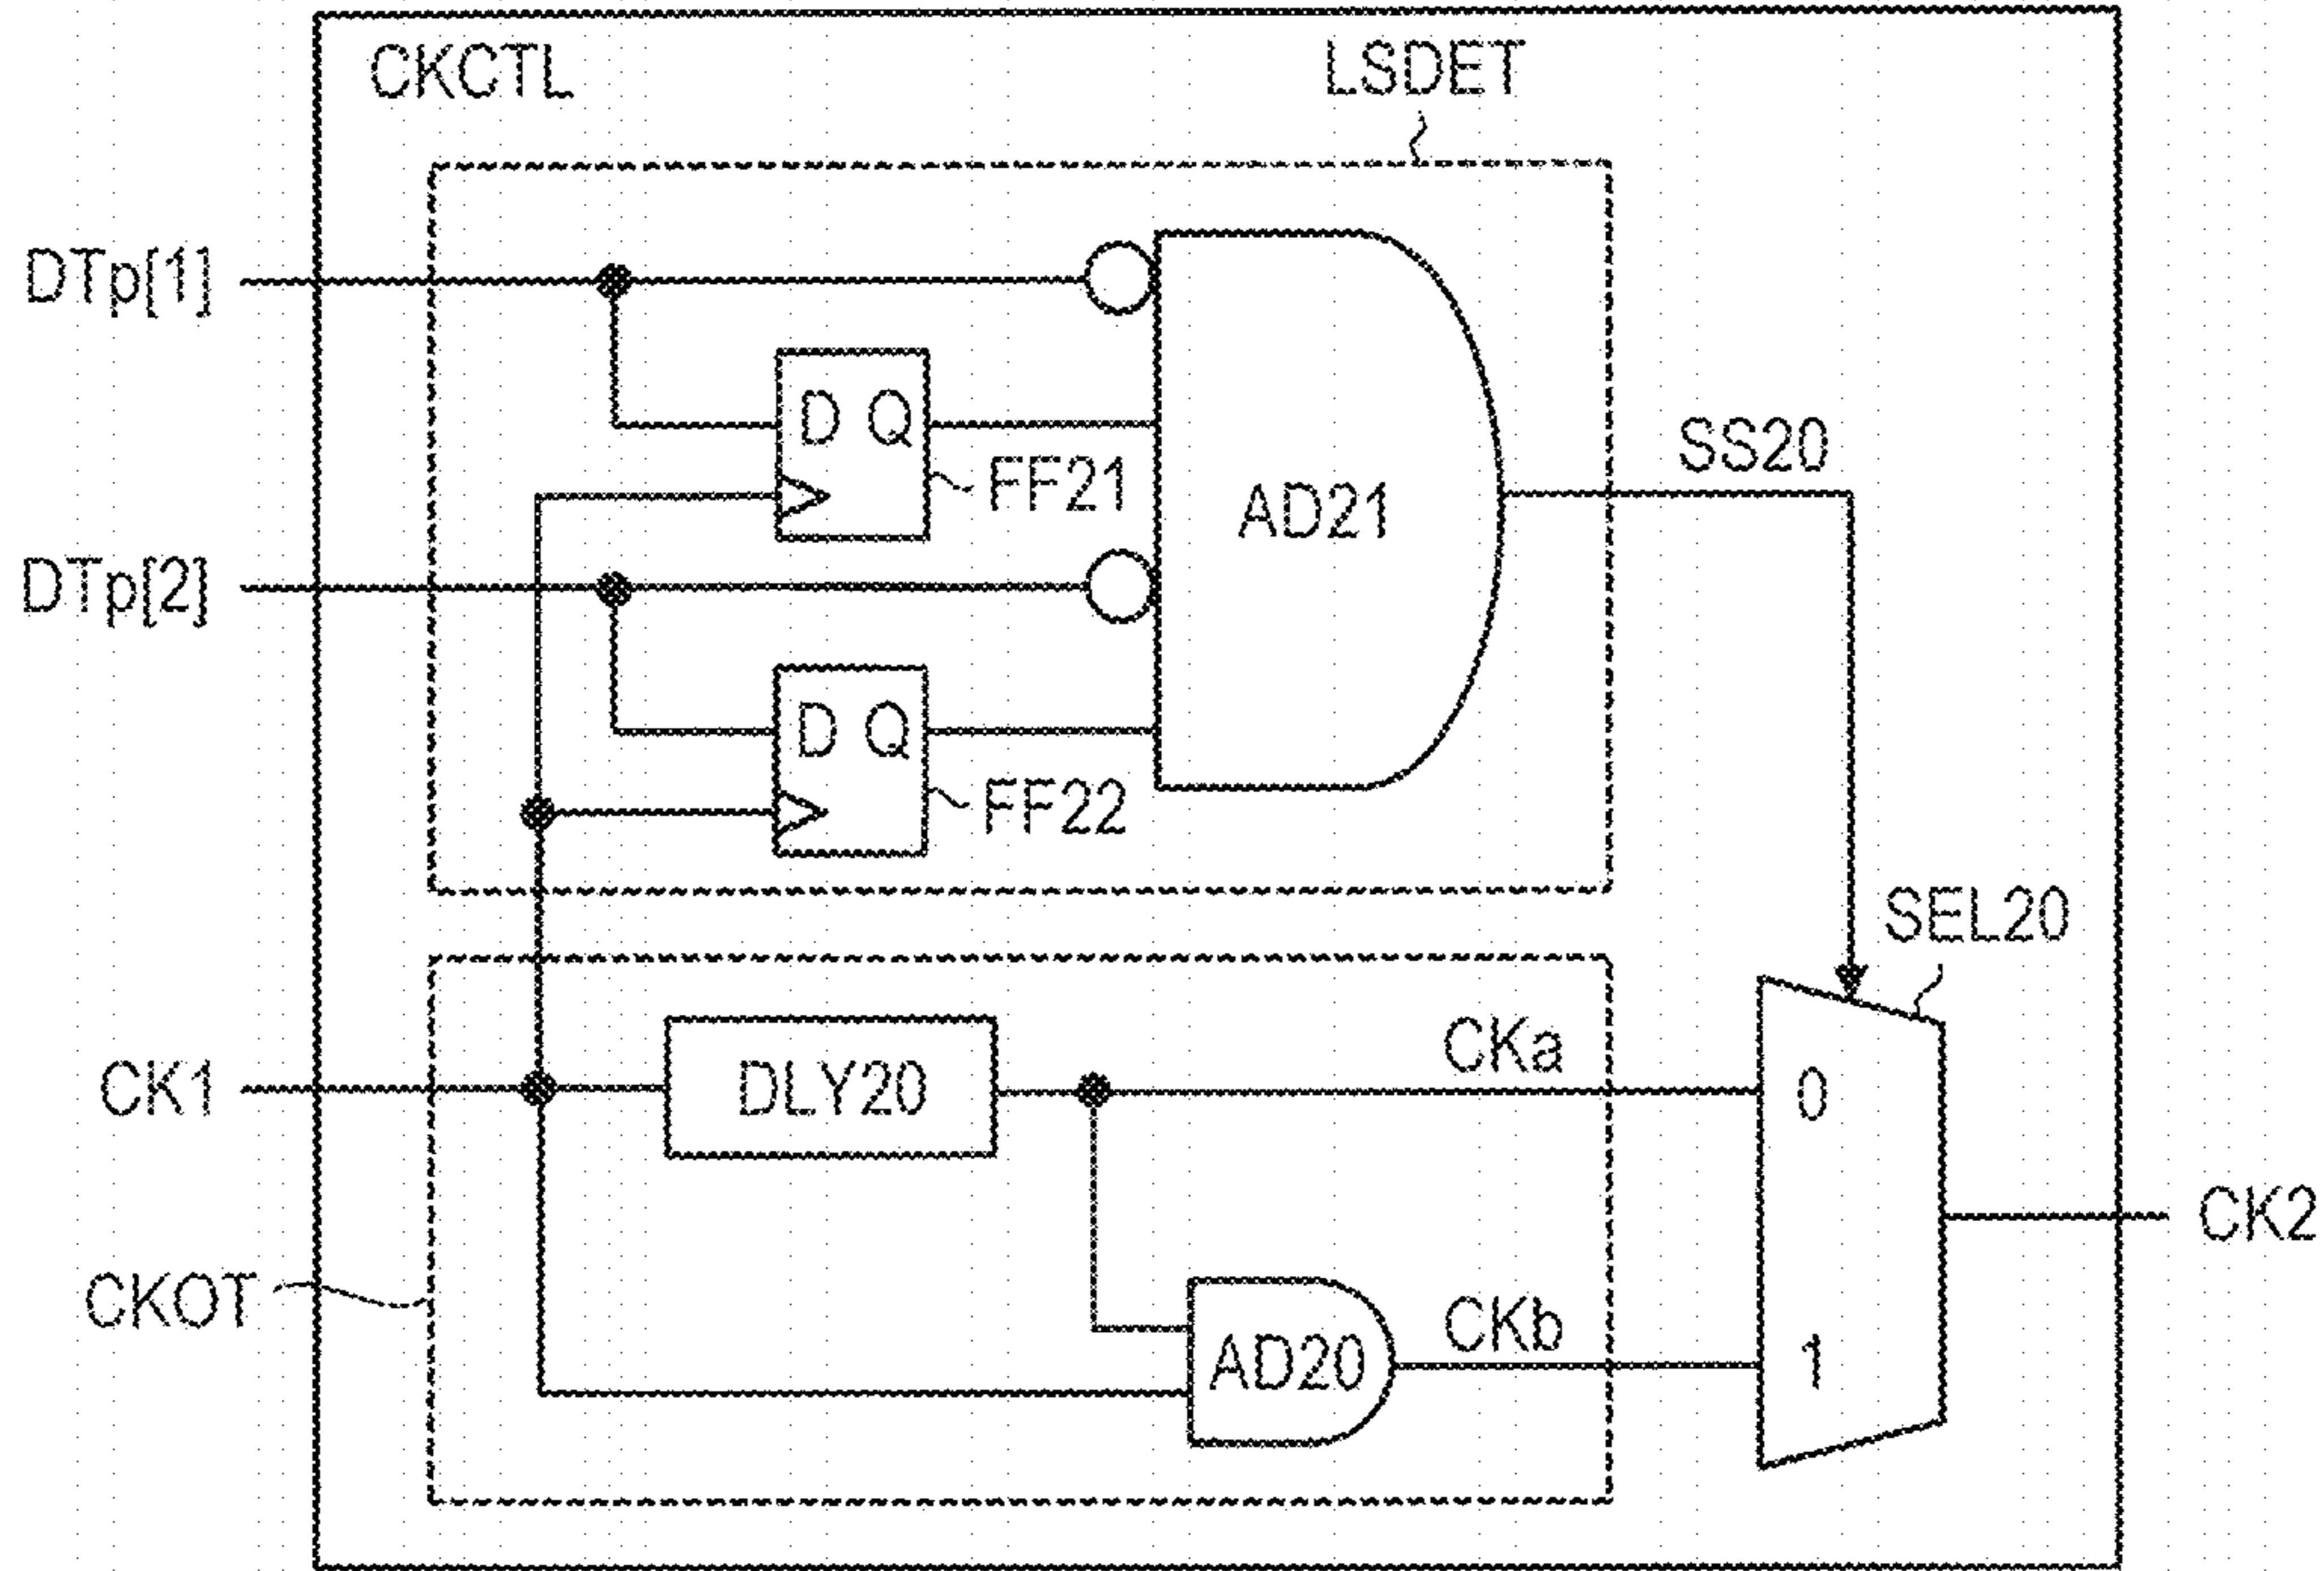 CKCTL
LSDET
DTp[1]
D Q
FF21
AD21
SS20
DTp[2]
D Q
FF22
SEL20
CK1
DLY20
CKa
0
CK2
CKOT
AD20
CKb
1